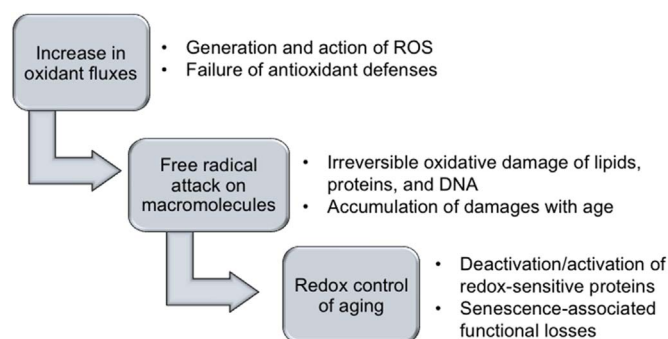 Increase in
oxidant fluxes
• Generation and action of ROS
• Failure of antioxidant defenses
Free radical
attack on
macromolecules
• Irreversible oxidative damage of lipids,
proteins, and DNA
• Accumulation of damages with age
Redox control
of aging
• Deactivation/activation of
redox-sensitive proteins
• Senescence-associated
functional losses